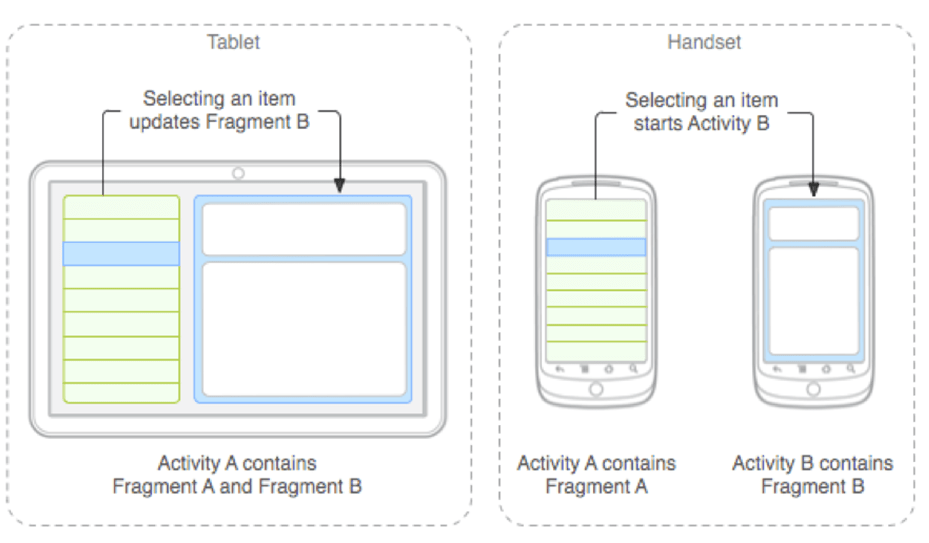 Tablet
Selecting an item
updates Fragment B
Activity A contains
Fragment A and Fragment B
Handset
Selecting an item
starts Activity B
Activity A contains
Fragment A
Activity B contains
Fragment B